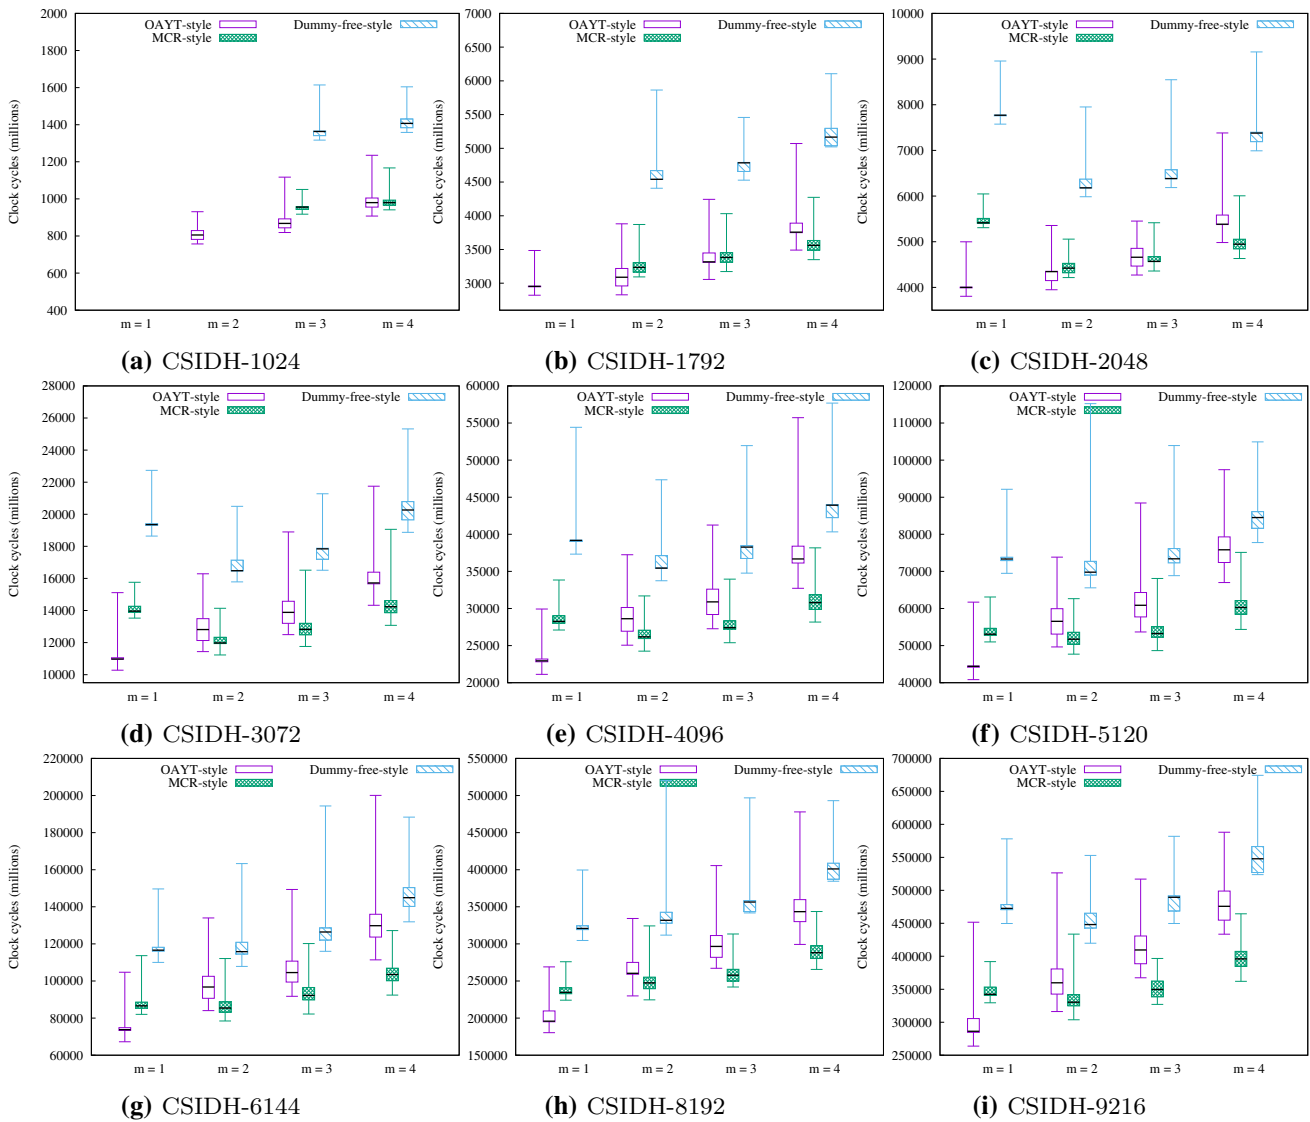 OAYT-style
MCR-style
Dummy-free-style
Clock cycles (millions)
2000
1800
1600
1400
1200
1000
800
600
400
m = 1 m = 2 m = 3 m = 4
(a) CSIDH-1024
OAYT-style
MCR-style
Dummy-free-style
Clock cycles (millions)
7000
6500
6000
5500
5000
4500
4000
3500
3000
m = 1 m = 2 m = 3 m = 4
(b) CSIDH-1792
OAYT-style
MCR-style
Dummy-free-style
Clock cycles (millions)
10000
9000
8000
7000
6000
5000
4000
m = 1 m = 2 m = 3 m = 4
(c) CSIDH-2048
OAYT-style
MCR-style
Dummy-free-style
Clock cycles (millions)
28000
26000
24000
22000
20000
18000
16000
14000
12000
10000
m = 1 m = 2 m = 3 m = 4
(d) CSIDH-3072
OAYT-style
MCR-style
Dummy-free-style
Clock cycles (millions)
60000
55000
50000
45000
40000
35000
30000
25000
20000
m = 1 m = 2 m = 3 m = 4
(e) CSIDH-4096
OAYT-style
MCR-style
Dummy-free-style
Clock cycles (millions)
120000
110000
100000
90000
80000
70000
60000
50000
40000
m = 1 m = 2 m = 3 m = 4
(f) CSIDH-5120
OAYT-style
MCR-style
Dummy-free-style
Clock cycles (millions)
220000
200000
180000
160000
140000
120000
100000
80000
60000
m = 1 m = 2 m = 3 m = 4
(g) CSIDH-6144
OAYT-style
MCR-style
Dummy-free-style
Clock cycles (millions)
550000
500000
450000
400000
350000
300000
250000
200000
150000
m = 1 m = 2 m = 3 m = 4
(h) CSIDH-8192
OAYT-style
MCR-style
Dummy-free-style
Clock cycles (millions)
700000
650000
600000
550000
500000
450000
400000
350000
300000
250000
m = 1 m = 2 m = 3 m = 4
(i) CSIDH-9216